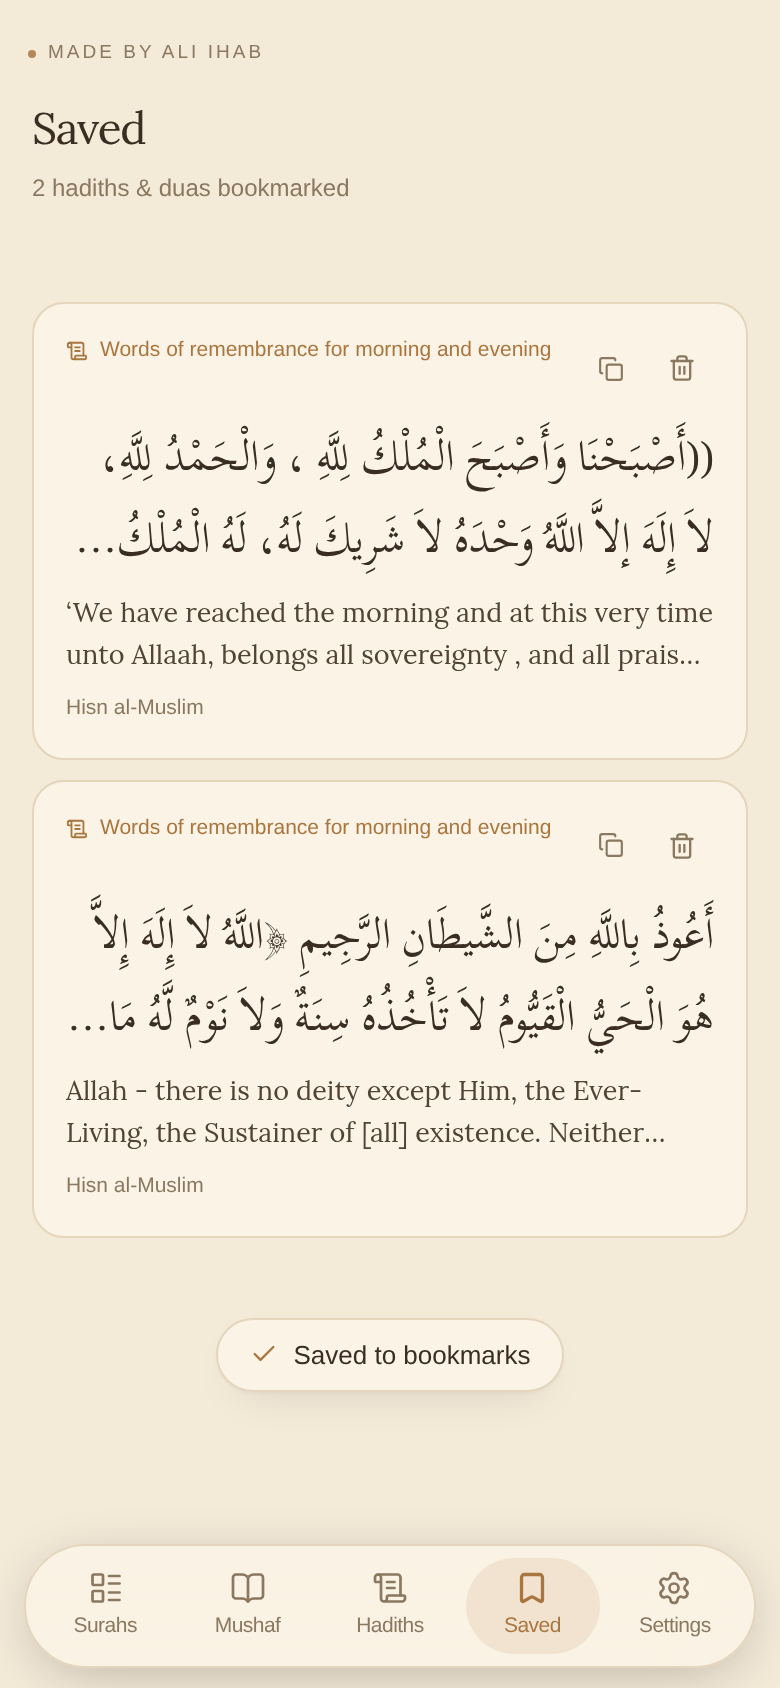 MADE BY ALI IHAB
Saved
2 hadiths & duas bookmarked
Words of remembrance for morning and evening
((أَصْبَحْنَا وَأَصْبَحَ الْمُلْكُ لِلَّهِ ، وَالْحَمْدُ لِلَّهِ،
لاَ إِلَهَ إلاَّ اللَّهُ وَحْدَهُ لاَ شَرِيكَ لَهُ، لَهُ الْمُلْكُ...
‘We have reached the morning and at this very time
unto Allaah, belongs all sovereignty , and all prais...
Hisn al-Muslim
Words of remembrance for morning and evening
أَعُوذُ بِاللَّهِ مِنَ الشَّيطَانِ الرَّجِيمِ ﴿اللَّهُ لاَ إِلَهَ إِلاَّ
هُوَ الْحَيُّ الْقَيُّومُ لاَ تَأْخُذُهُ سِنَةٌ وَلاَ نَوْمٌ لَّهُ مَا...
Allah - there is no deity except Him, the Ever-
Living, the Sustainer of [all] existence. Neither...
Hisn al-Muslim
Saved to bookmarks
Surahs
Mushaf
Hadiths
Saved
Settings